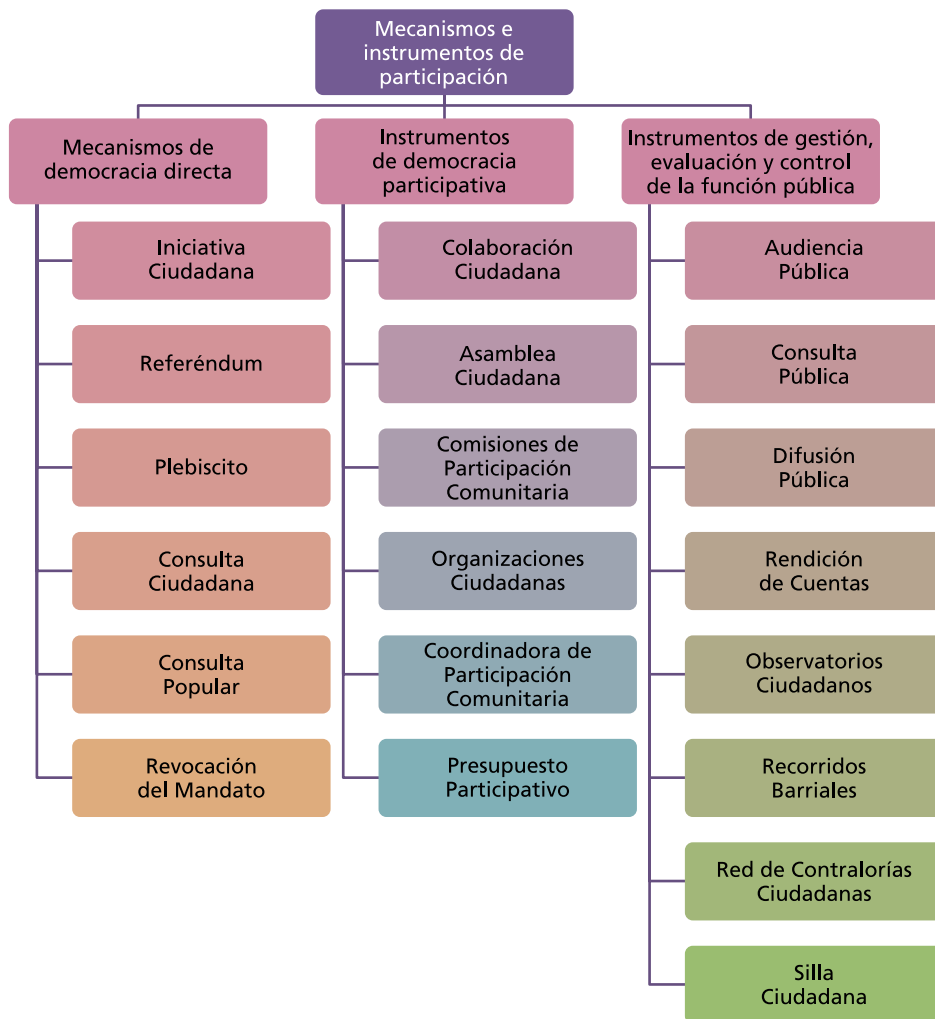 Mecanismos e
instrumentos de
participación
Mecanismos de
democracia directa
Iniciativa
Ciudadana
Referéndum
Plebiscito
Consulta
Ciudadana
Consulta
Popular
Revocación
del Mandato
Instrumentos
de democracia
participativa
Colaboración
Ciudadana
Asamblea
Ciudadana
Comisiones de
Participación
Comunitaria
Organizaciones
Ciudadanas
Coordinadora de
Participación
Comunitaria
Presupuesto
Participativo
Instrumentos de gestión,
evaluación y control
de la función pública
Audiencia
Pública
Consulta
Pública
Difusión
Pública
Rendición
de Cuentas
Observatorios
Ciudadanos
Recorridos
Barriales
Red de Contralorías
Ciudadanas
Silla
Ciudadana